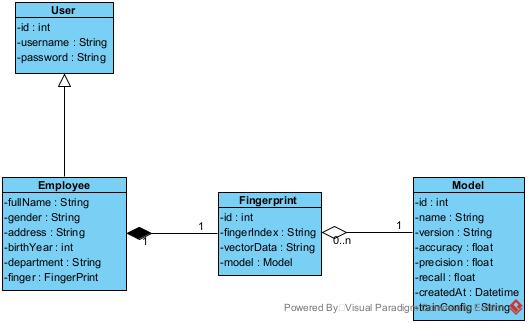 User
-id : int
-username : String
-password : String
Employee
-fullName : String
-gender : String
-address : String
-birthYear : int
-department : String
-finger : FingerPrint
1
1
Fingerprint
-id : int
-fingerIndex : String
-vectorData : String
-model : Model
0..n
1
Model
-id : int
-name : String
-version : String
-accuracy : float
-precision : float
-recall : float
-createdAt : Datetime
-trainConfig : String
Powered By Visual Paradigm